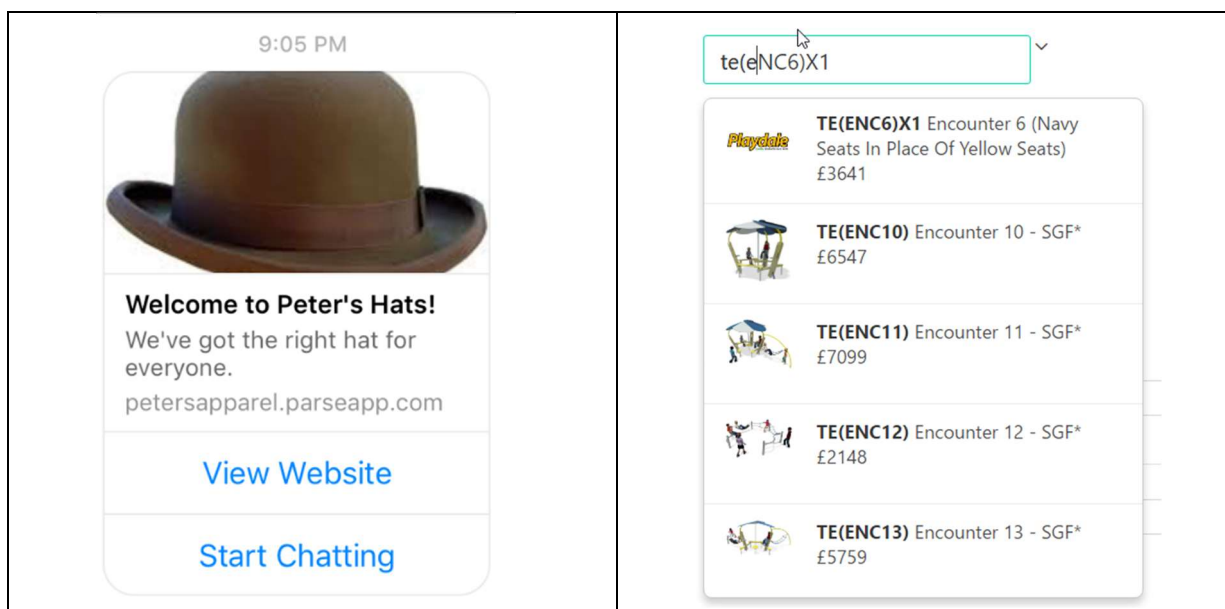 9:05 PM
Welcome to Peter's Hats!
We've got the right hat for
everyone.
petersapparel.parseapp.com
View Website
Start Chatting
te(eNC6)X1
Playdale
TE(ENC6)X1 Encounter 6 (Navy
Seats In Place Of Yellow Seats)
£3641
TE(ENC10) Encounter 10 - SGF*
£6547
TE(ENC11) Encounter 11 - SGF*
£7099
TE(ENC12) Encounter 12 - SGF*
£2148
TE(ENC13) Encounter 13 - SGF*
£5759